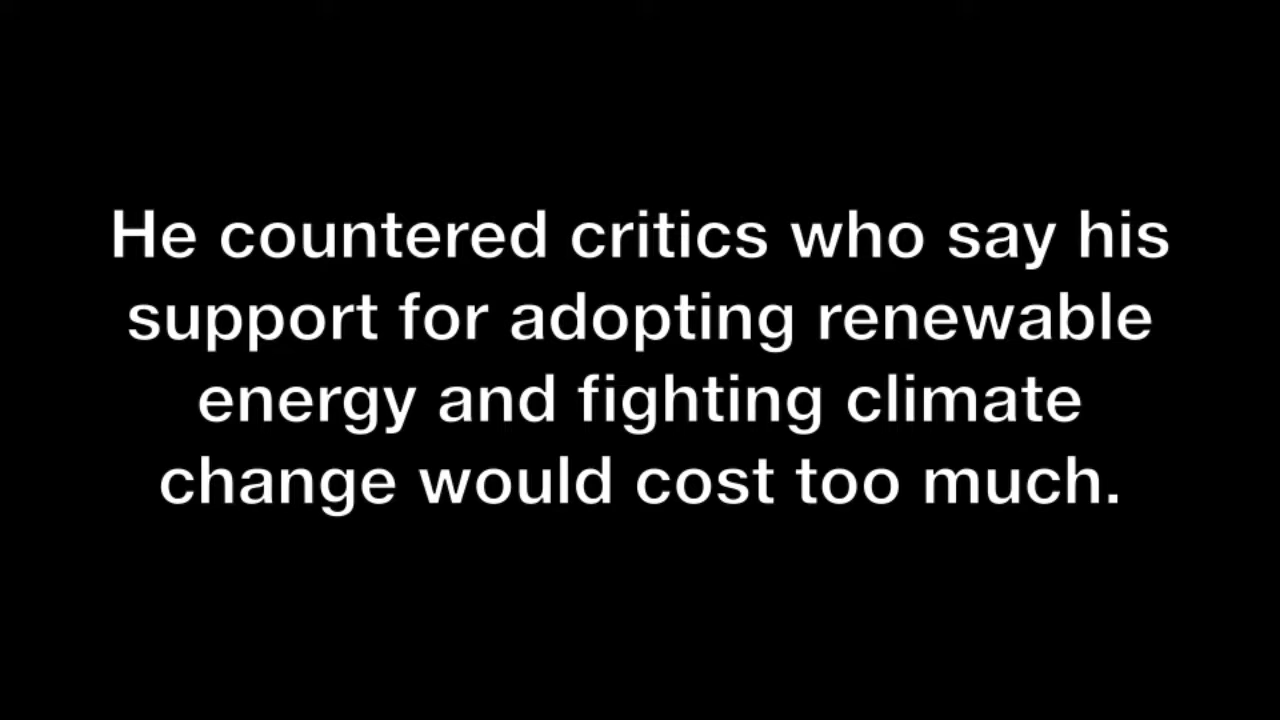 He countered critics who say his
support for adopting renewable
energy and fighting climate
change would cost too much.